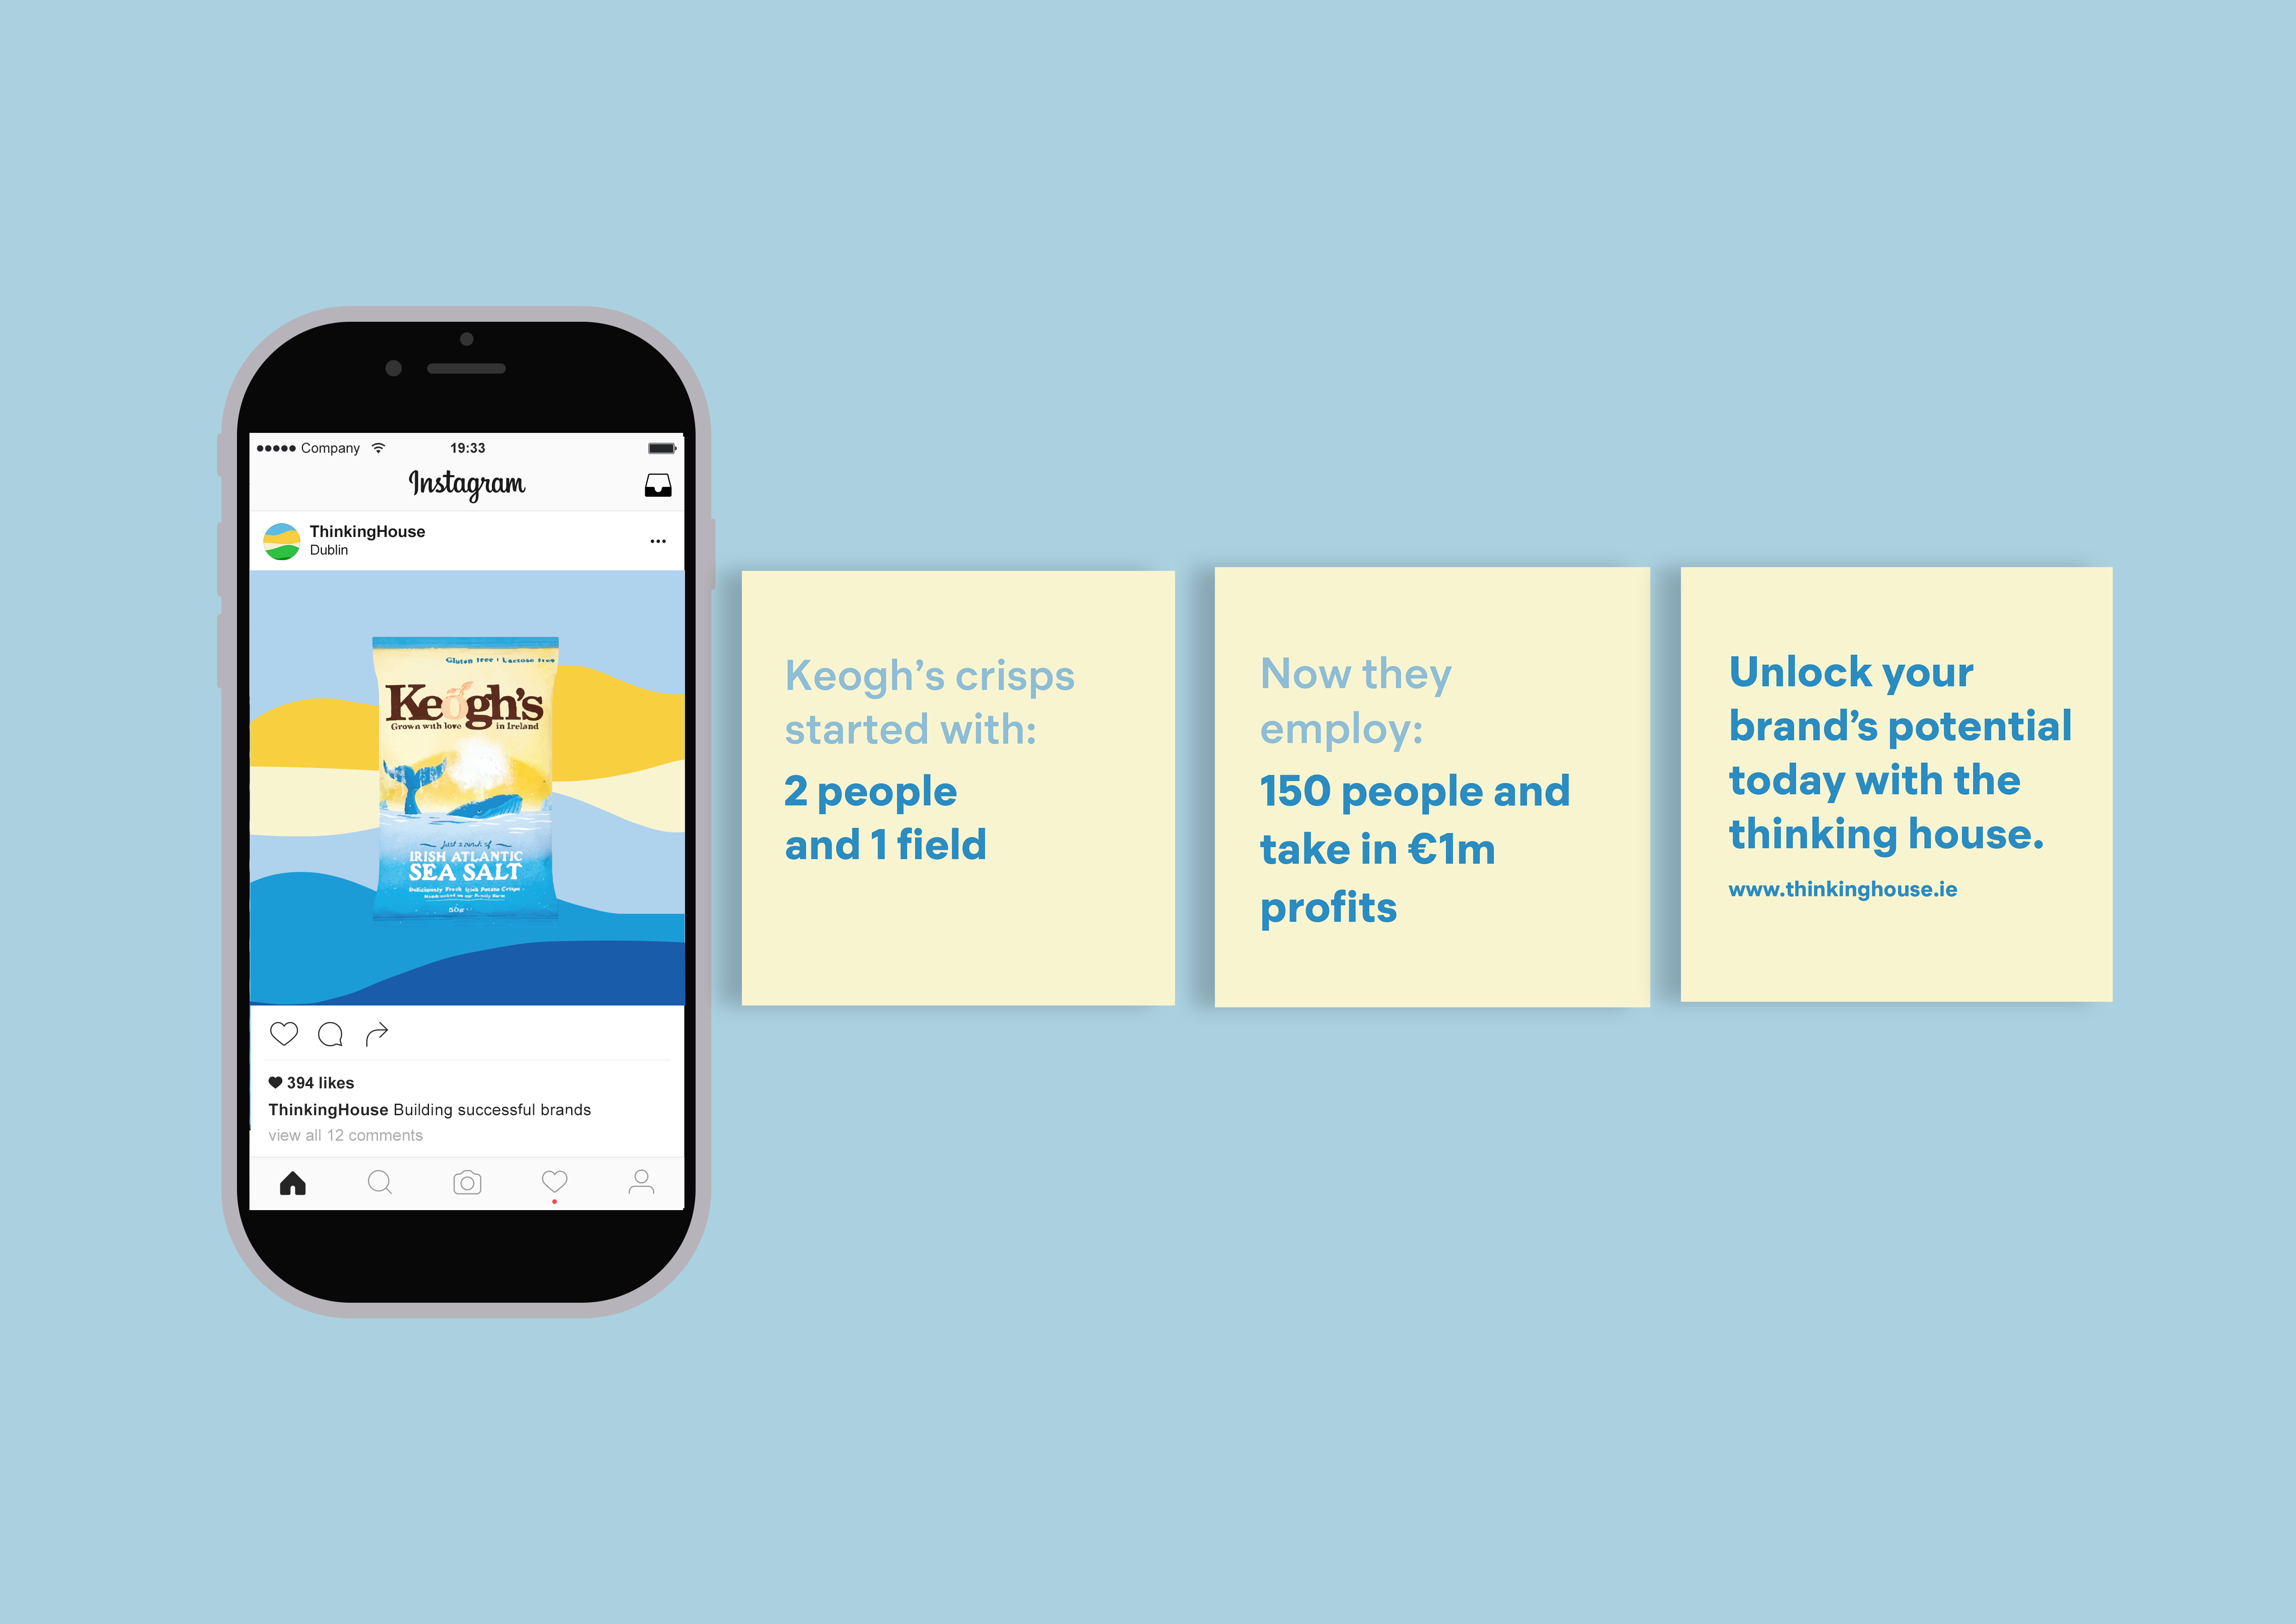 Company 19:33
Instagram
ThinkingHouse
Dublin
Gluten free | Lactose free
Keogh's
Grown with love in Ireland
Just a pinch of
IRISH ATLANTIC
SEA SALT
Deliciously Fresh Irish Potato Crisps
50g
394 likes
ThinkingHouse Building successful brands
view all 12 comments
Keogh’s crisps
started with:
2 people
and 1 field
Now they
employ:
150 people and
take in €1m
profits
Unlock your
brand’s potential
today with the
thinking house.
www.thinkinghouse.ie